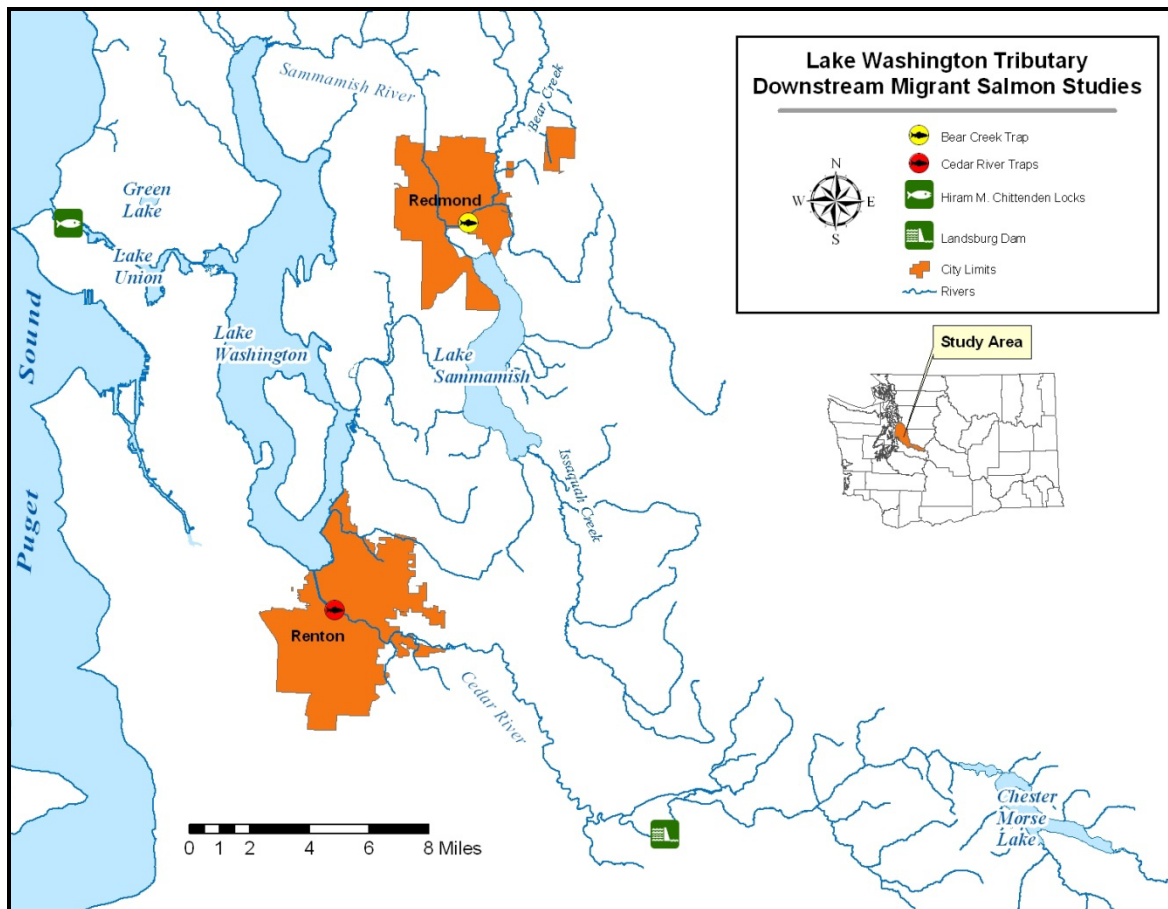 Lake Washington Tributary
Downstream Migrant Salmon Studies
Bear Creek Trap
Cedar River Traps
Hiram M. Chittenden Locks
Landsburg Dam
City Limits
Rivers
N
W
E
S
Study Area
Sammamish River
Bear Creek
Green
Lake
Redmond
Lake
Union
Puget Sound
Lake
Washington
Lake
Sammamish
Issaquah Creek
Renton
Cedar River
Chester
Morse
Lake
0 1 2 4 6 8 Miles